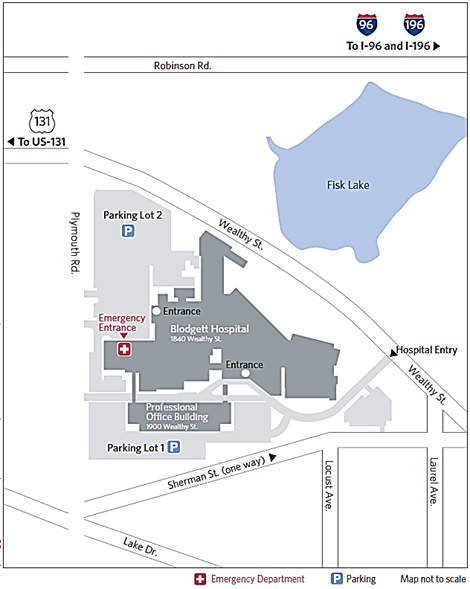 96 196
To I-96 and I-196
Robinson Rd.
131
To US-131
Fisk Lake
Wealthy St.
Parking Lot 2
P
Plymouth Rd.
Emergency
Entrance
Entrance
Blodgett Hospital
1840 Wealthy St.
Hospital Entry
Entrance
Wealthy St.
Professional
Office Building
1900 Wealthy St.
Parking Lot 1 P
Sherman St. (one way)
Locust Ave.
Laurel Ave.
Lake Dr.
Emergency Department P Parking Map not to scale